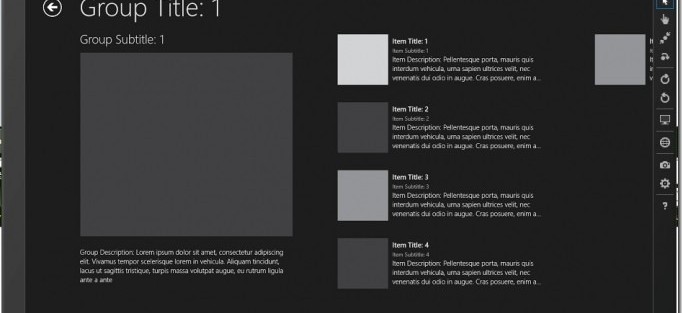 Group Title: 1
Group Subtitle: 1
Group Description: Lorem ipsum dolor sit amet, consectetur adipiscing
elit. Vivamus tempor scelerisque lorem in vehicula. Aliquam tincidunt,
lacus ut sagittis tristique, turpis massa volutpat augue, eu rutrum ligula
ante a ante
Item Title: 1
Item Subtitle: 1
Item Description: Pellentesque porta, mauris quis
interdum vehicula, urna sapien ultrices velit, nec
venenatis dui odio in augue. Cras posuere, enim a...
Item Title: 2
Item Subtitle: 2
Item Description: Pellentesque porta, mauris quis
interdum vehicula, urna sapien ultrices velit, nec
venenatis dui odio in augue. Cras posuere, enim a...
Item Title: 3
Item Subtitle: 3
Item Description: Pellentesque porta, mauris quis
interdum vehicula, urna sapien ultrices velit, nec
venenatis dui odio in augue. Cras posuere, enim a...
Item Title: 4
Item Subtitle: 4
Item Description: Pellentesque porta, mauris quis
interdum vehicula, urna sapien ultrices velit, nec
venenatis dui odio in augue. Cras posuere, enim a...